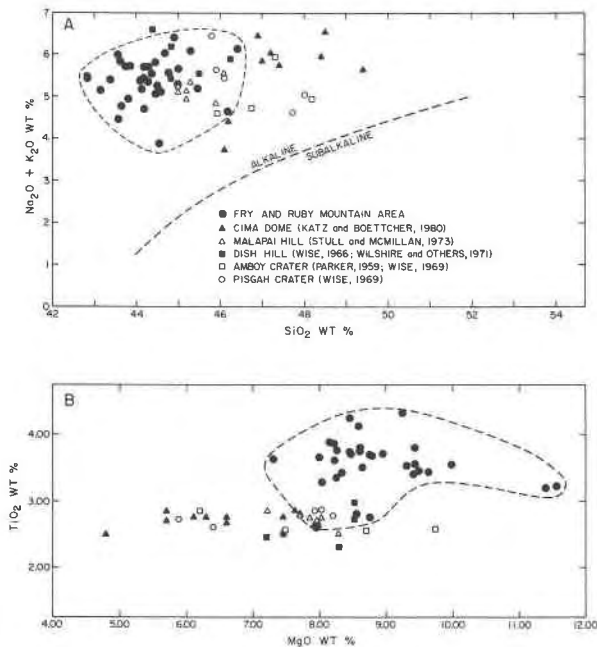 A
7
6
5
4
3
2
1
0
Na2O + K2O WT %
ALKALINE
SUBALKALINE
FRY AND RUBY MOUNTAIN AREA
CIMA DOME (KATZ and BOETTCHER, 1980)
MALAPAI HILL (STULL and MCMILLAN, 1973)
DISH HILL (WISE, 1966; WILSHIRE and OTHERS, 1971)
AMBOY CRATER (PARKER, 1959; WISE, 1969)
PISGAH CRATER (WISE, 1969)
42 44 46 48 50 52 54
SiO2 WT %
B
4.00
3.00
2.00
TiO2 WT %
4.00 5.00 6.00 7.00 8.00 9.00 10.00 11.00 12.00
MgO WT %